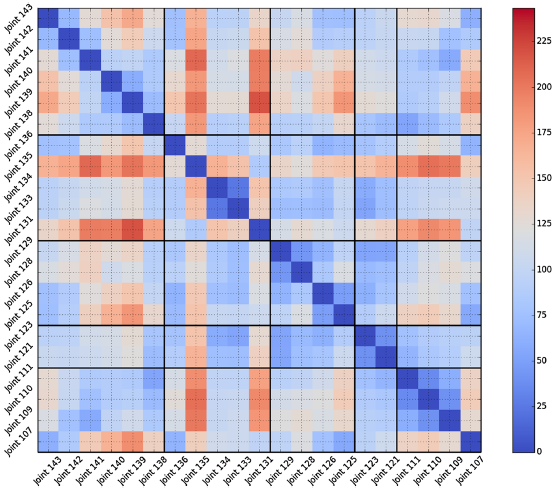 Joint 143
Joint 142
Joint 141
Joint 140
Joint 139
Joint 138
Joint 136
Joint 135
Joint 134
Joint 133
Joint 131
Joint 129
Joint 128
Joint 126
Joint 125
Joint 123
Joint 121
Joint 111
Joint 110
Joint 109
Joint 107
Joint 143
Joint 142
Joint 141
Joint 140
Joint 139
Joint 138
Joint 136
Joint 135
Joint 134
Joint 133
Joint 131
Joint 129
Joint 128
Joint 126
Joint 125
Joint 123
Joint 121
Joint 111
Joint 110
Joint 109
Joint 107
225
200
175
150
125
100
75
50
25
0